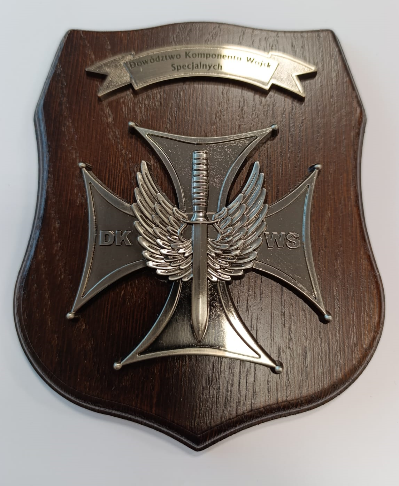 Dowództwo Komponentu Wojsk
Specjalnych
DK WS